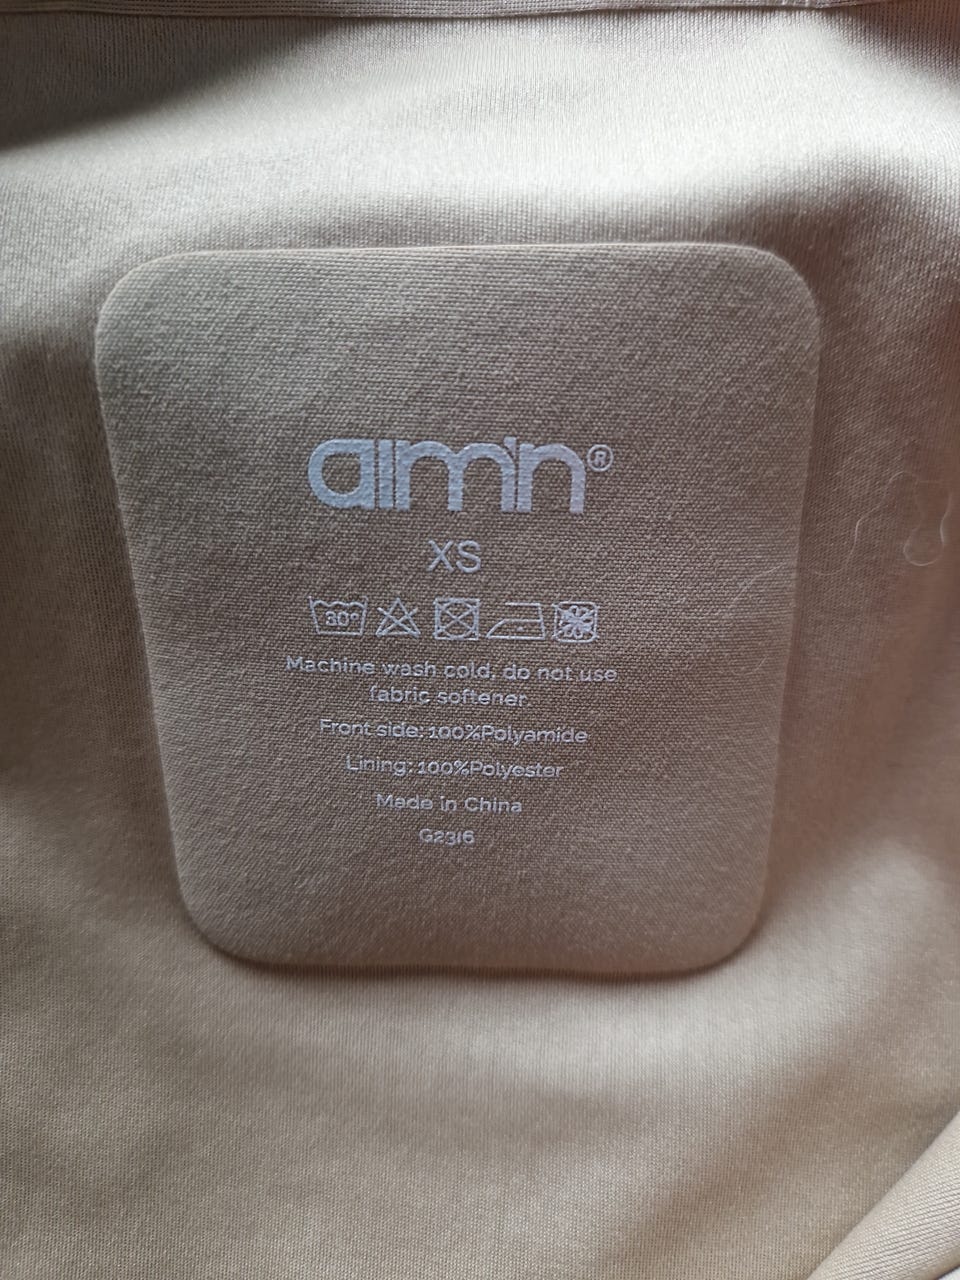 aim'n®
XS
30°
Machine wash cold, do not use
fabric softener.
Front side: 100%Polyamide
Lining: 100%Polyester
Made in China
G2316